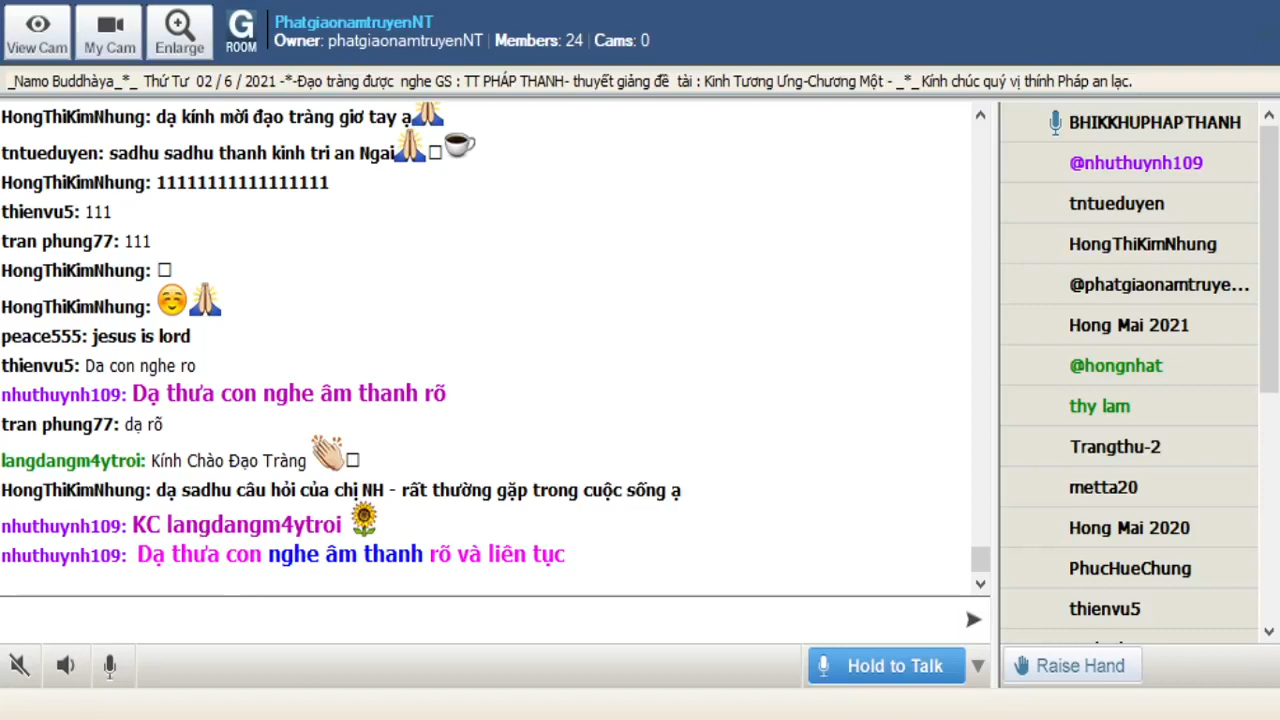 View Cam
My Cam
Enlarge
G
ROOM
PhatgiaonamtruyenNT
Owner: phatgiaonamtruyenNT | Members: 24 | Cams: 0
_Namo Buddhàya_*_ Thứ Tư 02 / 6 / 2021 -*-Đạo tràng được nghe GS : TT PHÁP THANH- thuyết giảng đề tài : Kinh Tương Ưng-Chương Một - _*_ Kính chúc quý vị thính Pháp an lạc.
HongThiKimNhung: dạ kính mời đạo tràng giơ tay ạ
tntueduyen: sadhu sadhu thanh kinh tri an Ngai
HongThiKimNhung: 11111111111111111
thienvu5: 111
tran phung77: 111
HongThiKimNhung:
HongThiKimNhung:
peace555: jesus is lord
thienvu5: Da con nghe ro
nhuthuynh109: Dạ thưa con nghe âm thanh rõ
tran phung77: dạ rõ
langdangm4ytroi: Kính Chào Đạo Tràng
HongThiKimNhung: dạ sadhu câu hỏi của chị NH - rất thường gặp trong cuộc sống ạ
nhuthuynh109: KC langdangm4ytroi
nhuthuynh109: Dạ thưa con nghe âm thanh rõ và liên tục
BHIKKHUPHAPTHANH
@nhuthuynh109
tntueduyen
HongThiKimNhung
@phatgiaonamtruye...
Hong Mai 2021
@hongnhat
thy lam
Trangthu-2
metta20
Hong Mai 2020
PhucHueChung
thienvu5
Hold to Talk
Raise Hand